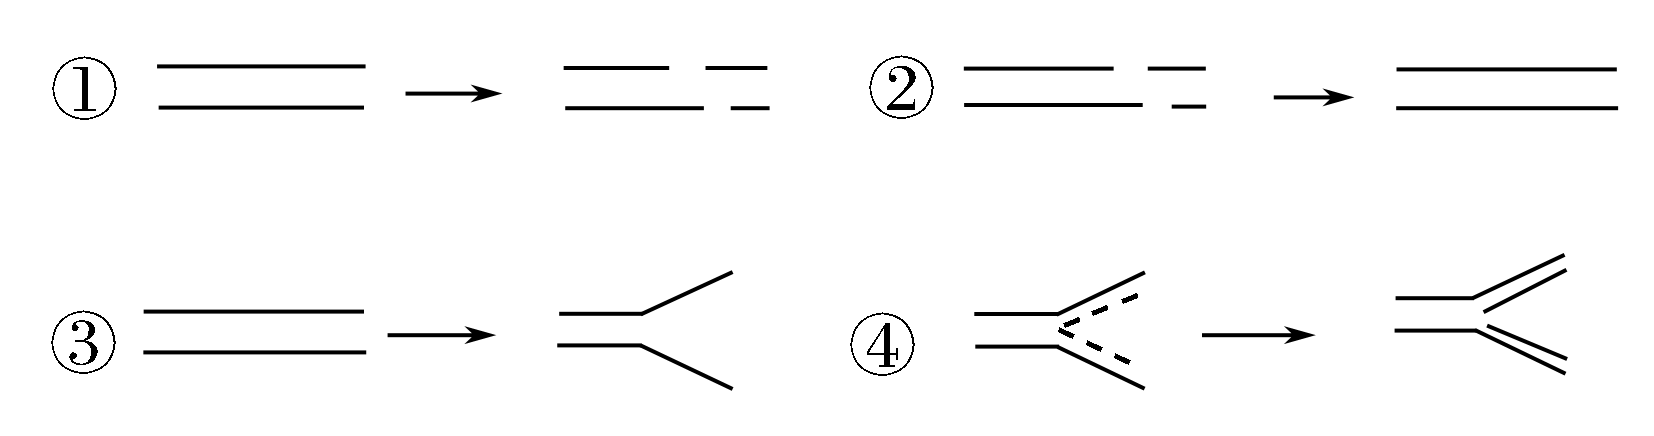 ① ②
③ ④